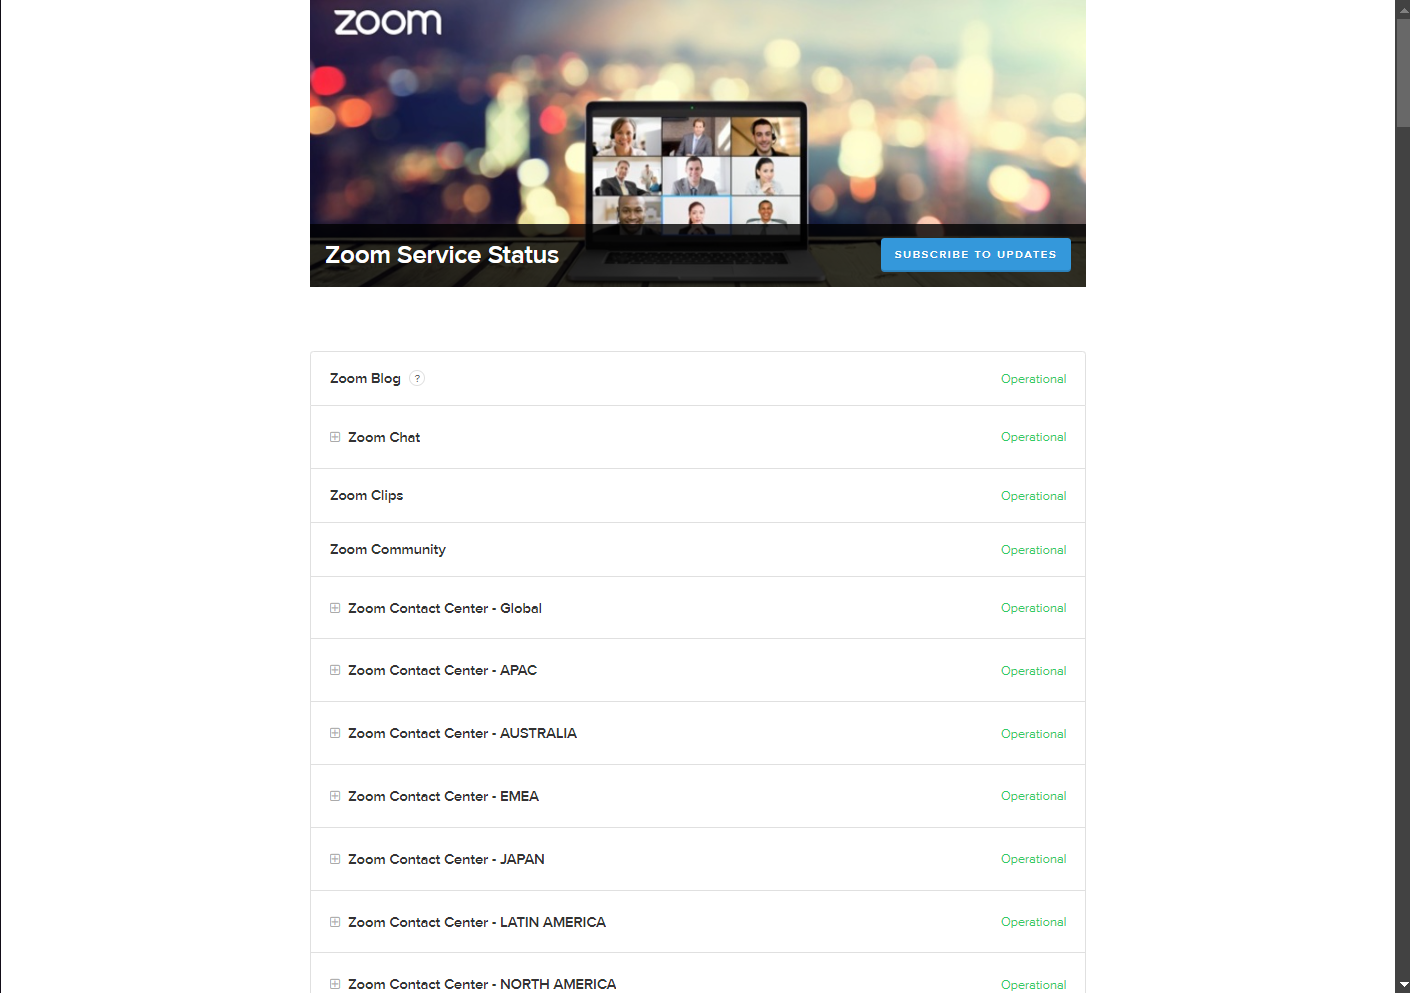 zoom
Zoom Service Status
SUBSCRIBE TO UPDATES
Zoom Blog ? Operational
Zoom Chat Operational
Zoom Clips Operational
Zoom Community Operational
Zoom Contact Center - Global Operational
Zoom Contact Center - APAC Operational
Zoom Contact Center - AUSTRALIA Operational
Zoom Contact Center - EMEA Operational
Zoom Contact Center - JAPAN Operational
Zoom Contact Center - LATIN AMERICA Operational
Zoom Contact Center - NORTH AMERICA Operational